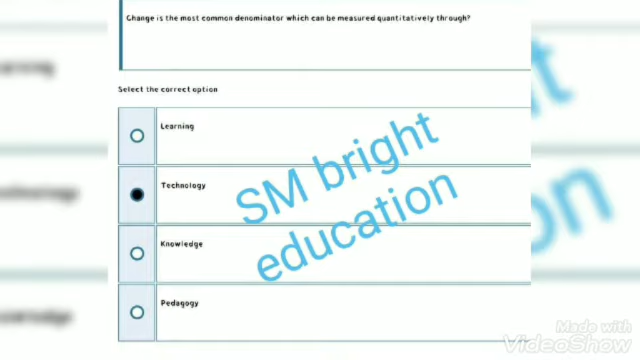 Change is the most common denominator which can be measured quantitatively through?
Select the correct option
Learning
Technology
Knowledge
Pedagogy
SM bright
education
Made with
VideoShow